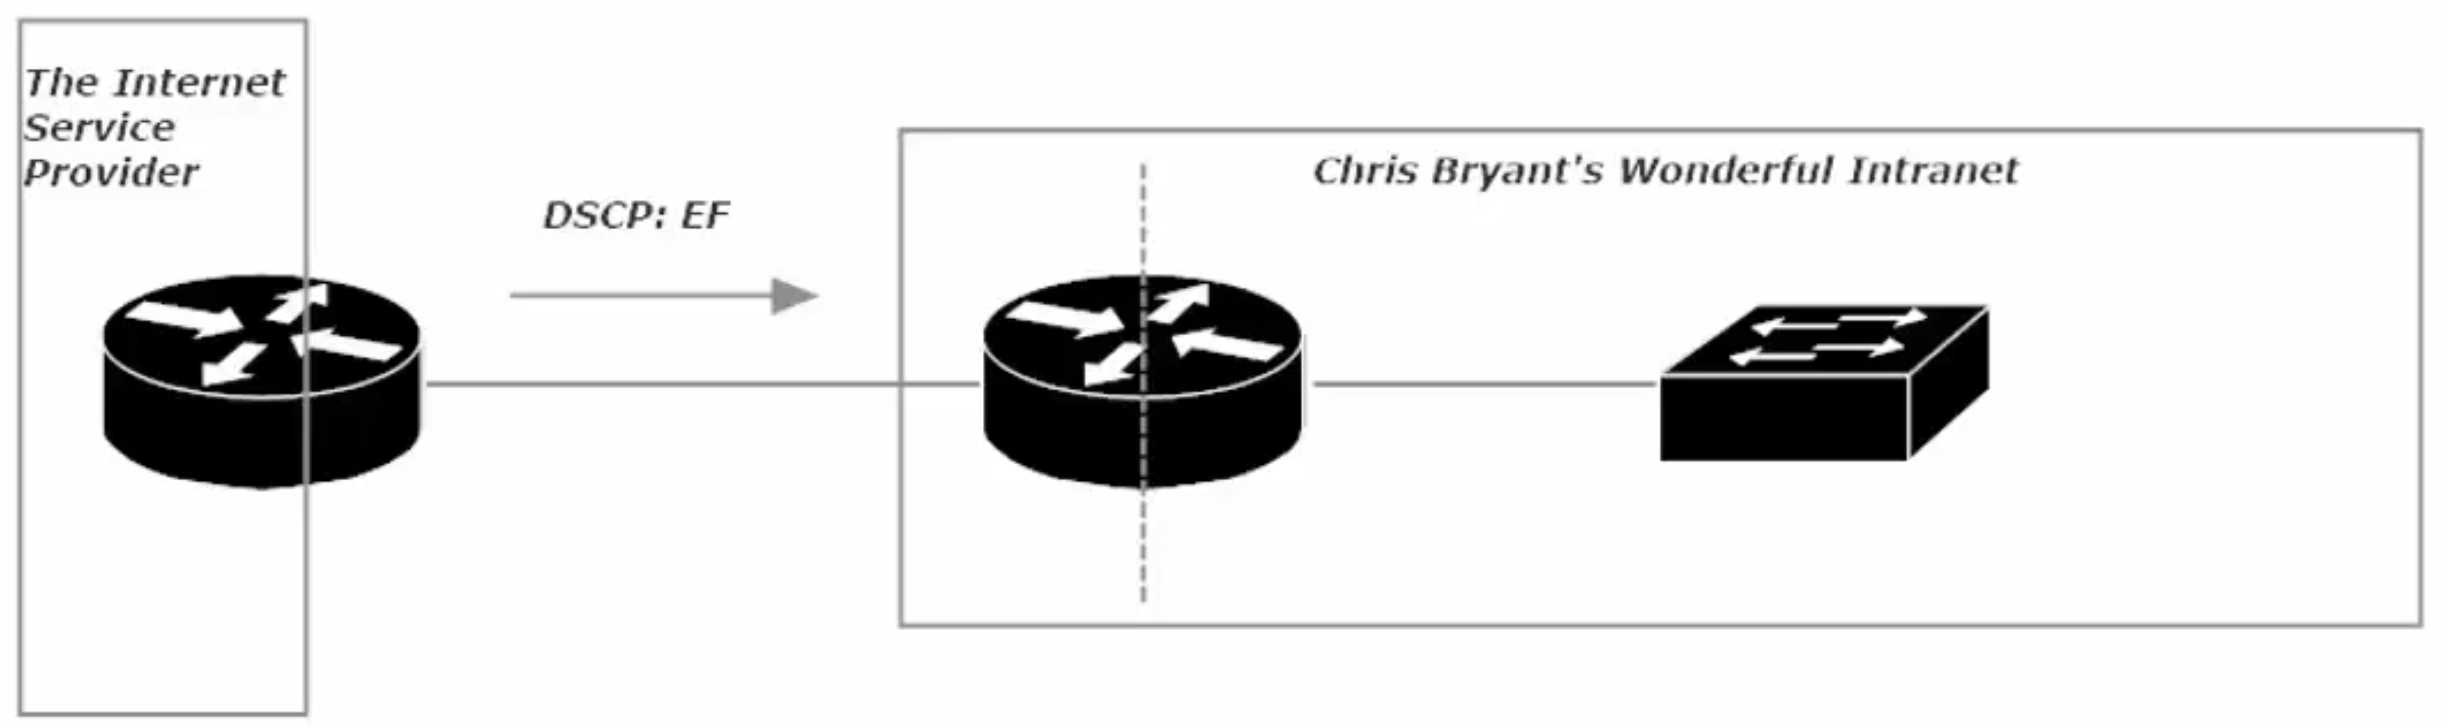 The Internet
Service
Provider
DSCP: EF
Chris Bryant's Wonderful Intranet